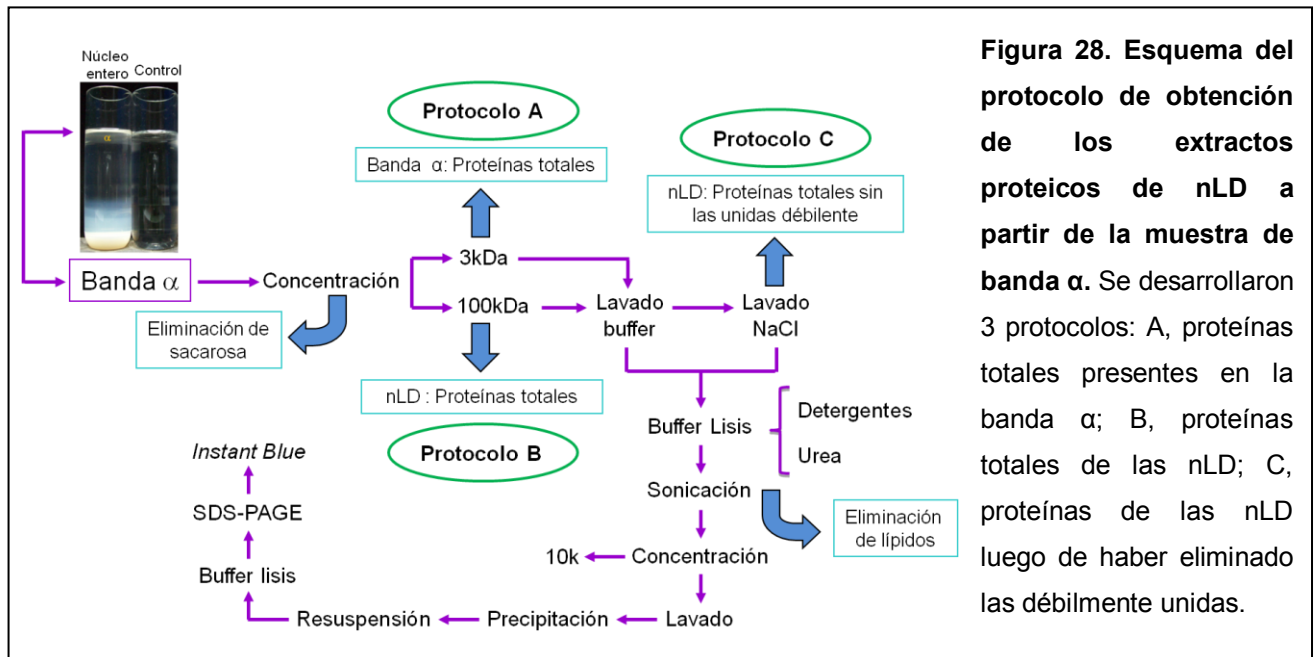 Núcleo
entero Control
α
Banda α
Concentración
Eliminación de
sacarosa
Protocolo A
Banda α: Proteínas totales
3kDa
100kDa
nLD : Proteínas totales
Protocolo B
Lavado
buffer
Lavado
NaCl
Protocolo C
nLD: Proteínas totales sin
las unidas débilente
Buffer Lisis
Detergentes
Urea
Sonicación
Eliminación
de lípidos
Concentración
10k
Lavado
Precipitación
Resuspensión
Buffer lisis
SDS-PAGE
Instant Blue
Figura 28. Esquema del
protocolo de obtención
de los extractos
proteicos de nLD a
partir de la muestra de
banda α. Se desarrollaron
3 protocolos: A, proteínas
totales presentes en la
banda α; B, proteínas
totales de las nLD; C,
proteínas de las nLD
luego de haber eliminado
las débilmente unidas.